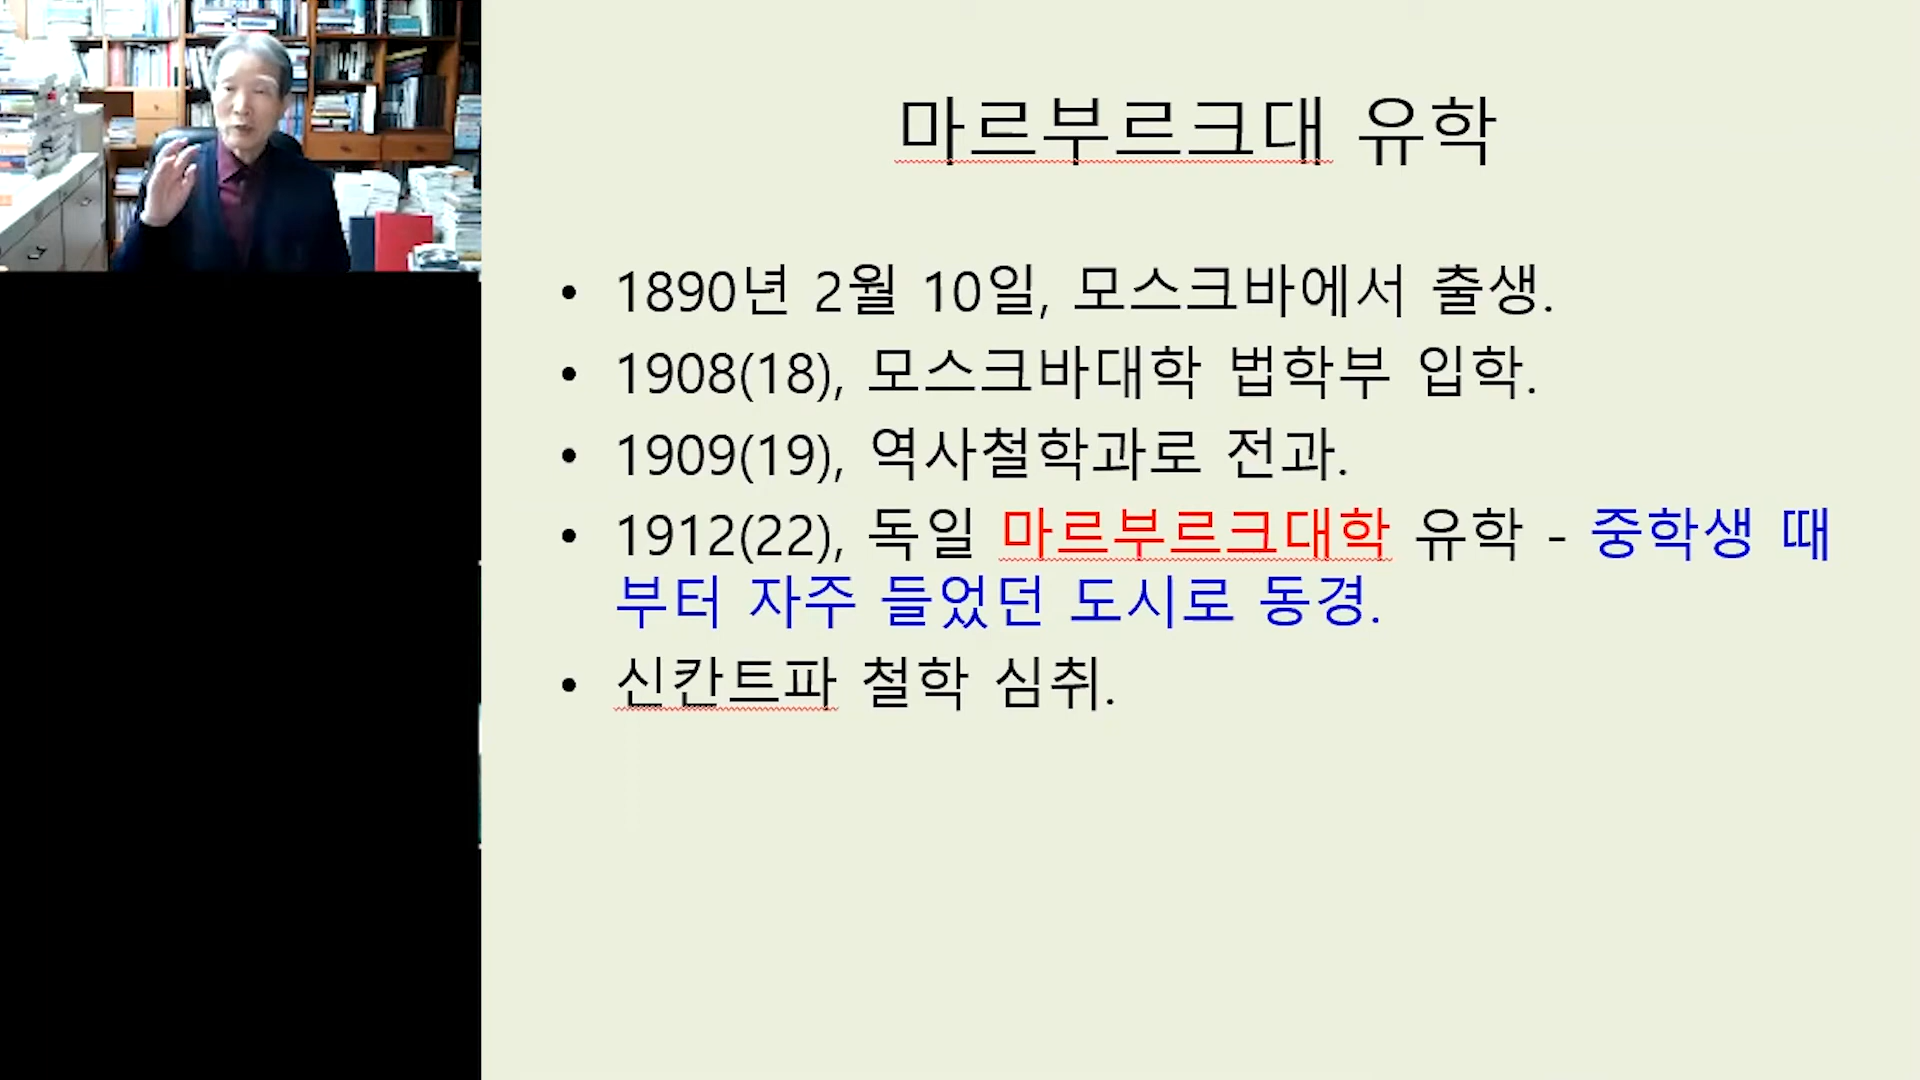 마르부르크대 유학
• 1890년 2월 10일, 모스크바에서 출생.
• 1908(18), 모스크바대학 법학부 입학.
• 1909(19), 역사철학과로 전과.
• 1912(22), 독일 마르부르크대학 유학 - 중학생 때
부터 자주 들었던 도시로 동경.
• 신칸트파 철학 심취.